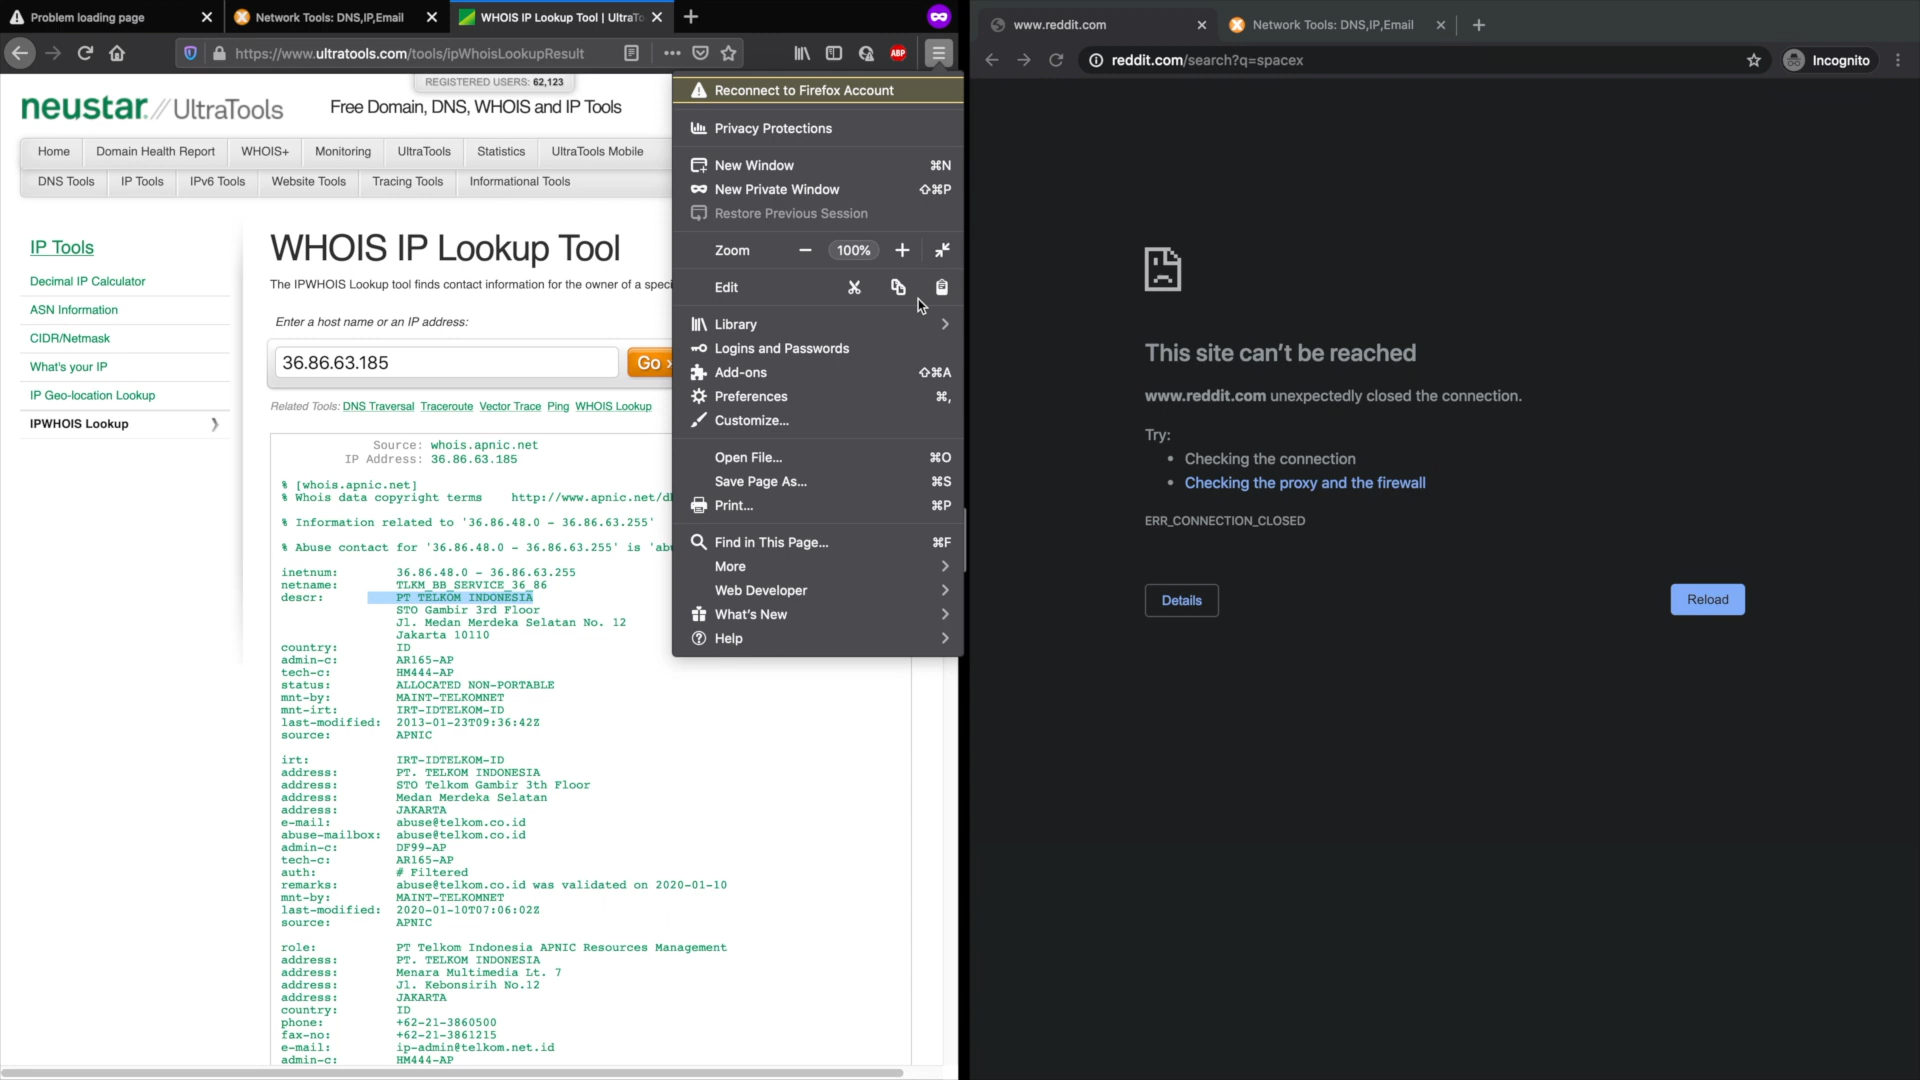 Problem loading page
Network Tools: DNS,IP,Email
WHOIS IP Lookup Tool | UltraTo
https://www.ultratools.com/tools/ipWhoisLookupResult
ABP
REGISTERED USERS: 62,123
neustar // UltraTools
Free Domain, DNS, WHOIS and IP Tools
Home
Domain Health Report
WHOIS+
Monitoring
UltraTools
Statistics
UltraTools Mobile
DNS Tools
IP Tools
IPv6 Tools
Website Tools
Tracing Tools
Informational Tools
IP Tools
Decimal IP Calculator
ASN Information
CIDR/Netmask
What's your IP
IP Geo-location Lookup
IPWHOIS Lookup
WHOIS IP Lookup Tool
The IPWHOIS Lookup tool finds contact information for the owner of a speci
Enter a host name or an IP address:
36.86.63.185
Go »
Related Tools: DNS Traversal Traceroute Vector Trace Ping WHOIS Lookup
Source: whois.apnic.net
IP Address: 36.86.63.185
% [whois.apnic.net]
% Whois data copyright terms http://www.apnic.net/d
% Information related to '36.86.48.0 - 36.86.63.255'
% Abuse contact for '36.86.48.0 - 36.86.63.255' is 'abu
inetnum: 36.86.48.0 - 36.86.63.255
netname: TLKM_BB_SERVICE_36_86
descr: PT TELKOM INDONESIA
STO Gambir 3rd Floor
Jl. Medan Merdeka Selatan No. 12
Jakarta 10110
country: ID
admin-c: AR165-AP
tech-c: HM444-AP
status: ALLOCATED NON-PORTABLE
mnt-by: MAINT-TELKOMNET
mnt-irt: IRT-IDTELKOM-ID
last-modified: 2013-01-23T09:36:42Z
source: APNIC
irt: IRT-IDTELKOM-ID
address: PT. TELKOM INDONESIA
address: STO Telkom Gambir 3th Floor
address: Medan Merdeka Selatan
address: JAKARTA
e-mail: abuse@telkom.co.id
abuse-mailbox: abuse@telkom.co.id
admin-c: DF99-AP
tech-c: AR165-AP
auth: # Filtered
remarks: abuse@telkom.co.id was validated on 2020-01-10
mnt-by: MAINT-TELKOMNET
last-modified: 2020-01-10T07:06:02Z
source: APNIC
role: PT Telkom Indonesia APNIC Resources Management
address: PT. TELKOM INDONESIA
address: Menara Multimedia Lt. 7
address: Jl. Kebonsirih No.12
address: JAKARTA
country: ID
phone: +62-21-3860500
fax-no: +62-21-3861215
e-mail: ip-admin@telkom.net.id
admin-c: HM444-AP
Reconnect to Firefox Account
Privacy Protections
New Window ⌘N
New Private Window ⇧⌘P
Restore Previous Session
Zoom − 100% +
Edit
Library
Logins and Passwords
Add-ons ⇧⌘A
Preferences ⌘,
Customize...
Open File... ⌘O
Save Page As... ⌘S
Print... ⌘P
Find in This Page... ⌘F
More
Web Developer
What's New
Help
www.reddit.com
Network Tools: DNS,IP,Email
reddit.com/search?q=spacex
Incognito
This site can't be reached
www.reddit.com unexpectedly closed the connection.
Try:
• Checking the connection
• Checking the proxy and the firewall
ERR_CONNECTION_CLOSED
Details
Reload